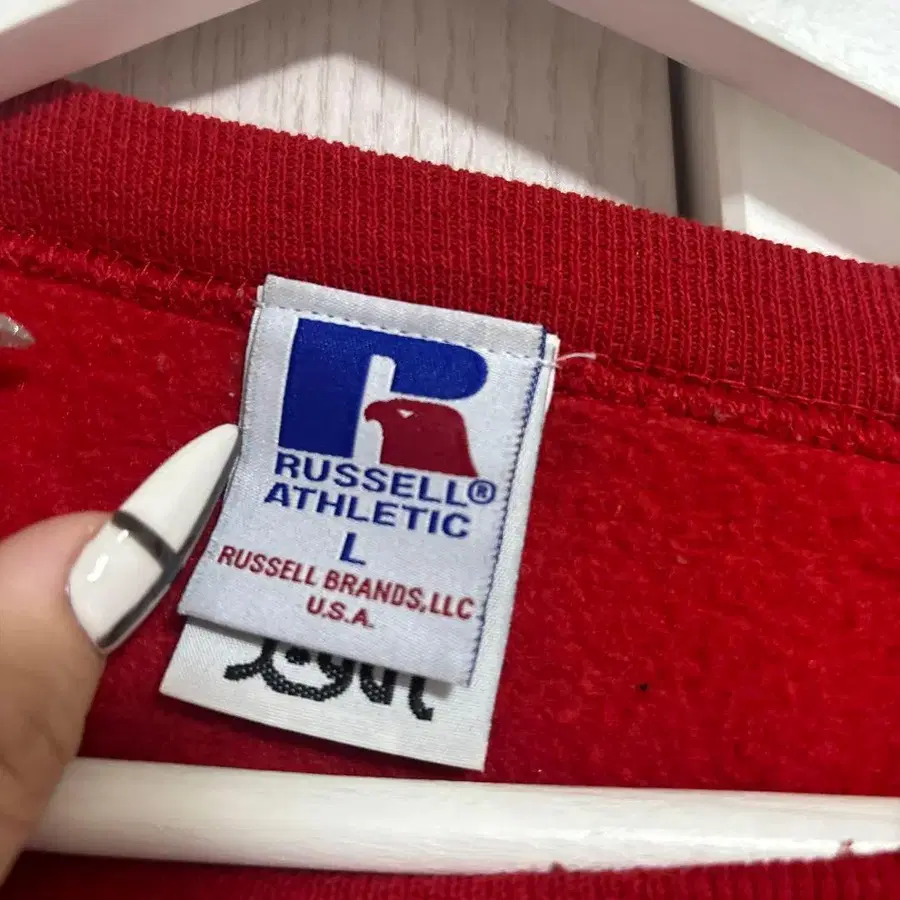 RUSSELL®
ATHLETIC
L
RUSSELL BRANDS,LLC
U.S.A.